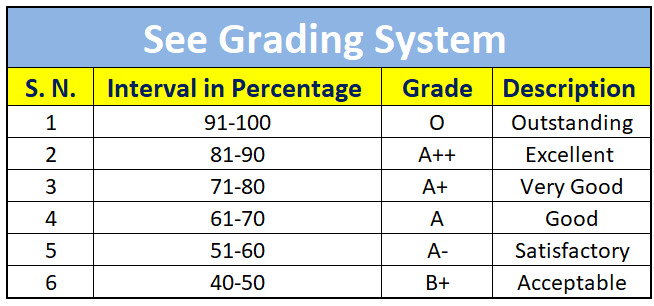 See Grading System
S. N. Interval in Percentage Grade Description
1 91-100 O Outstanding
2 81-90 A++ Excellent
3 71-80 A+ Very Good
4 61-70 A Good
5 51-60 A- Satisfactory
6 40-50 B+ Acceptable